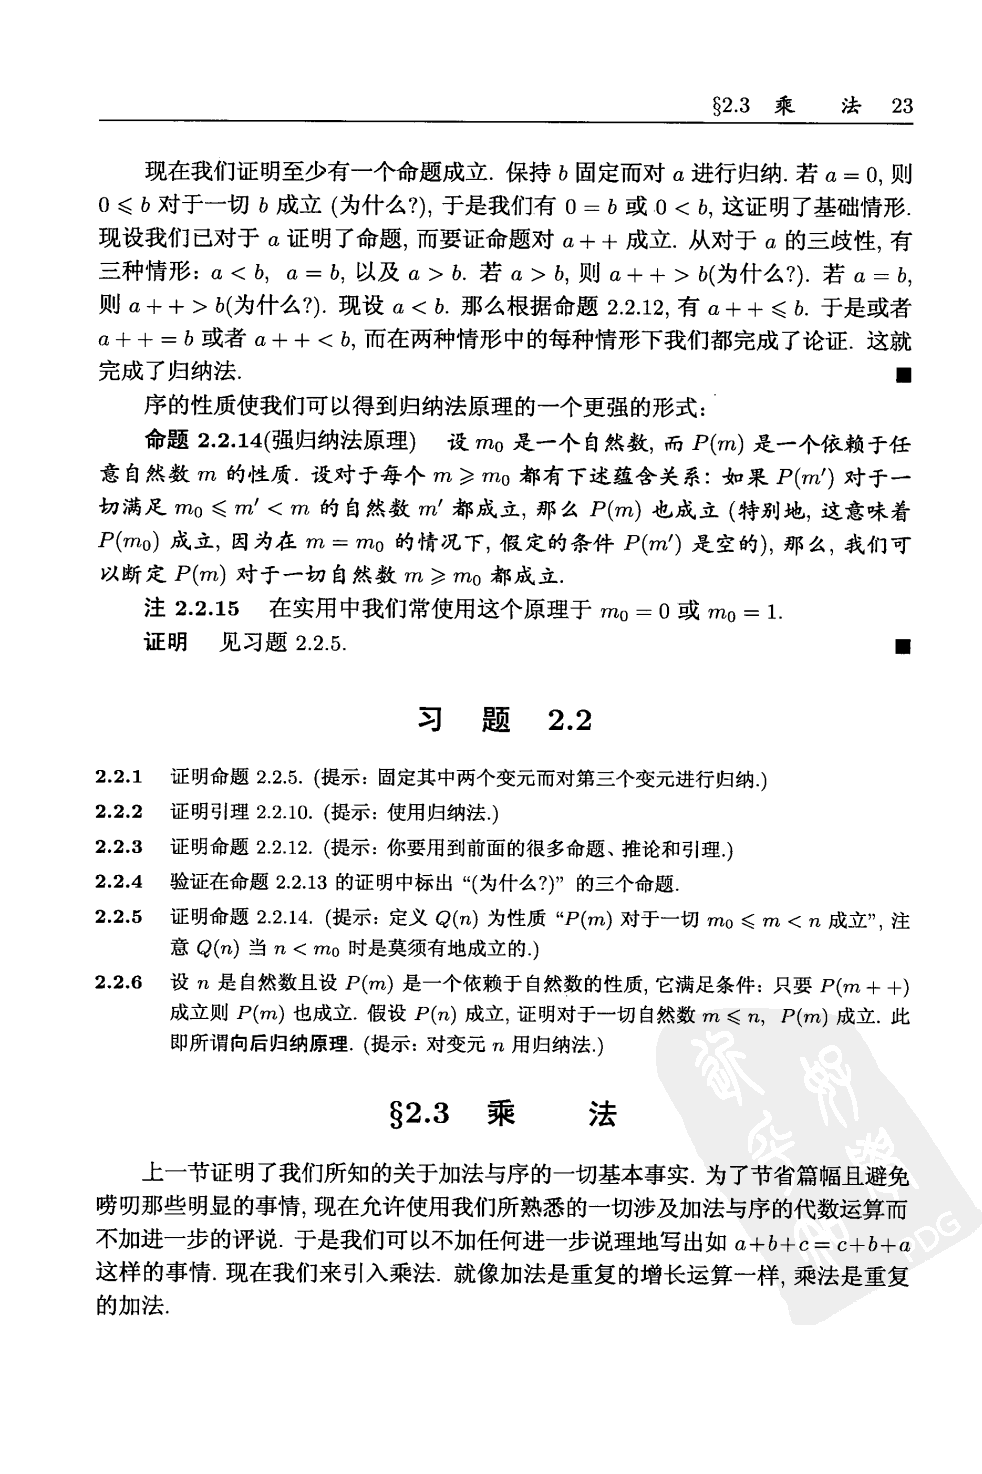 §2.3 乘 法 23
现在我们证明至少有一个命题成立. 保持 b 固定而对 a 进行归纳. 若 a = 0, 则
0 ⩽ b 对于一切 b 成立 (为什么?), 于是我们有 0 = b 或 0 < b, 这证明了基础情形.
现设我们已对于 a 证明了命题, 而要证命题对 a + + 成立. 从对于 a 的三歧性, 有
三种情形: a < b, a = b, 以及 a > b. 若 a > b, 则 a + + > b(为什么?). 若 a = b,
则 a + + > b(为什么?). 现设 a < b. 那么根据命题 2.2.12, 有 a + + ⩽ b. 于是或者
a + + = b 或者 a + + < b, 而在两种情形中的每种情形下我们都完成了论证. 这就
完成了归纳法. ■
序的性质使我们可以得到归纳法原理的一个更强的形式:
命题 2.2.14(强归纳法原理) 设 m₀ 是一个自然数, 而 P(m) 是一个依赖于任
意自然数 m 的性质. 设对于每个 m ⩾ m₀ 都有下述蕴含关系: 如果 P(m′) 对于一
切满足 m₀ ⩽ m′ < m 的自然数 m′ 都成立, 那么 P(m) 也成立 (特别地, 这意味着
P(m₀) 成立, 因为在 m = m₀ 的情况下, 假定的条件 P(m′) 是空的), 那么, 我们可
以断定 P(m) 对于一切自然数 m ⩾ m₀ 都成立.
注 2.2.15 在实用中我们常使用这个原理于 m₀ = 0 或 m₀ = 1.
证明 见习题 2.2.5. ■
习 题 2.2
2.2.1 证明命题 2.2.5. (提示: 固定其中两个变元而对第三个变元进行归纳.)
2.2.2 证明引理 2.2.10. (提示: 使用归纳法.)
2.2.3 证明命题 2.2.12. (提示: 你要用到前面的很多命题、推论和引理.)
2.2.4 验证在命题 2.2.13 的证明中标出 “(为什么?)” 的三个命题.
2.2.5 证明命题 2.2.14. (提示: 定义 Q(n) 为性质 “P(m) 对于一切 m₀ ⩽ m < n 成立”, 注
意 Q(n) 当 n < m₀ 时是莫须有地成立的.)
2.2.6 设 n 是自然数且设 P(m) 是一个依赖于自然数的性质, 它满足条件: 只要 P(m + +)
成立则 P(m) 也成立. 假设 P(n) 成立, 证明对于一切自然数 m ⩽ n, P(m) 成立. 此
即所谓向后归纳原理. (提示: 对变元 n 用归纳法.)
§2.3 乘 法
上一节证明了我们所知的关于加法与序的一切基本事实. 为了节省篇幅且避免
唠叨那些明显的事情, 现在允许使用我们所熟悉的一切涉及加法与序的代数运算而
不加进一步的评说. 于是我们可以不加任何进一步说理地写出如 a+b+c = c+b+a
这样的事情. 现在我们来引入乘法. 就像加法是重复的增长运算一样, 乘法是重复
的加法.
PDG